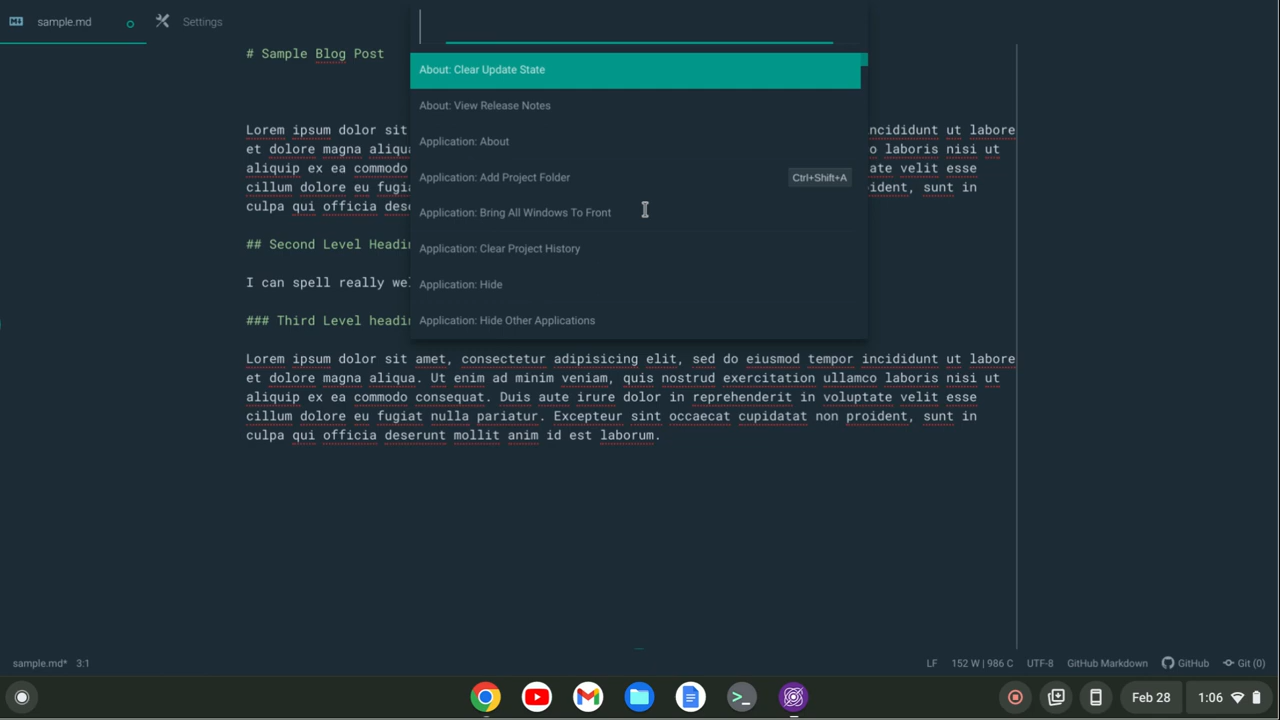 sample.md
Settings
# Sample Blog Post
About: Clear Update State
About: View Release Notes
Application: About
Application: Add Project Folder Ctrl+Shift+A
Application: Bring All Windows To Front
Application: Clear Project History
Application: Hide
Application: Hide Other Applications
Lorem ipsum dolor sit ncididunt ut labore
et dolore magna aliqu o laboris nisi ut
aliquip ex ea commodo ate velit esse
cillum dolore eu fugia ident, sunt in
culpa qui officia des
## Second Level Headin
I can spell really we
### Third Level headi
Lorem ipsum dolor sit amet, consectetur adipisicing elit, sed do eiusmod tempor incididunt ut labore
et dolore magna aliqua. Ut enim ad minim veniam, quis nostrud exercitation ullamco laboris nisi ut
aliquip ex ea commodo consequat. Duis aute irure dolor in reprehenderit in voluptate velit esse
cillum dolore eu fugiat nulla pariatur. Excepteur sint occaecat cupidatat non proident, sunt in
culpa qui officia deserunt mollit anim id est laborum.
sample.md* 3:1
LF 152 W | 986 C UTF-8 GitHub Markdown GitHub Git (0)
Feb 28 1:06